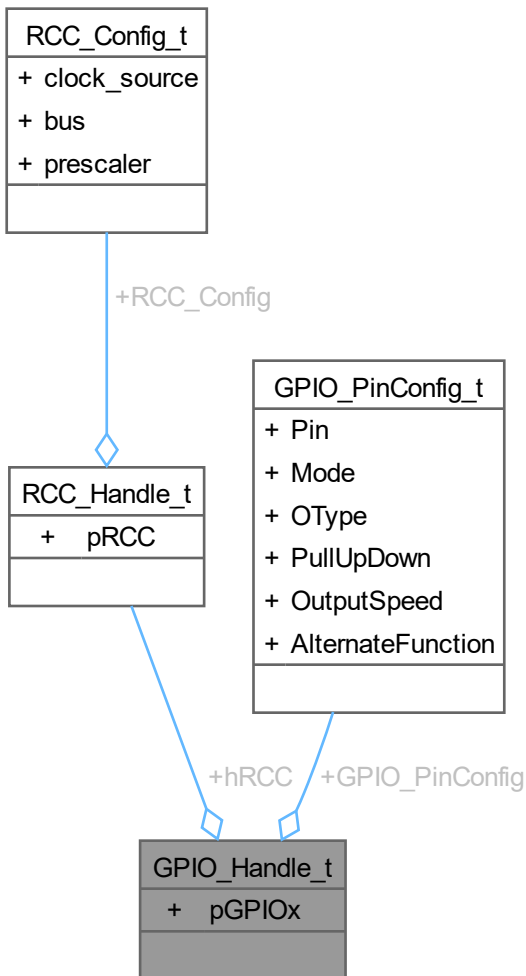 RCC_Config_t
+ clock_source
+ bus
+ prescaler
+RCC_Config
GPIO_PinConfig_t
+ Pin
+ Mode
+ OType
+ PullUpDown
+ OutputSpeed
+ AlternateFunction
RCC_Handle_t
+ pRCC
+hRCC
+GPIO_PinConfig
GPIO_Handle_t
+ pGPIOx